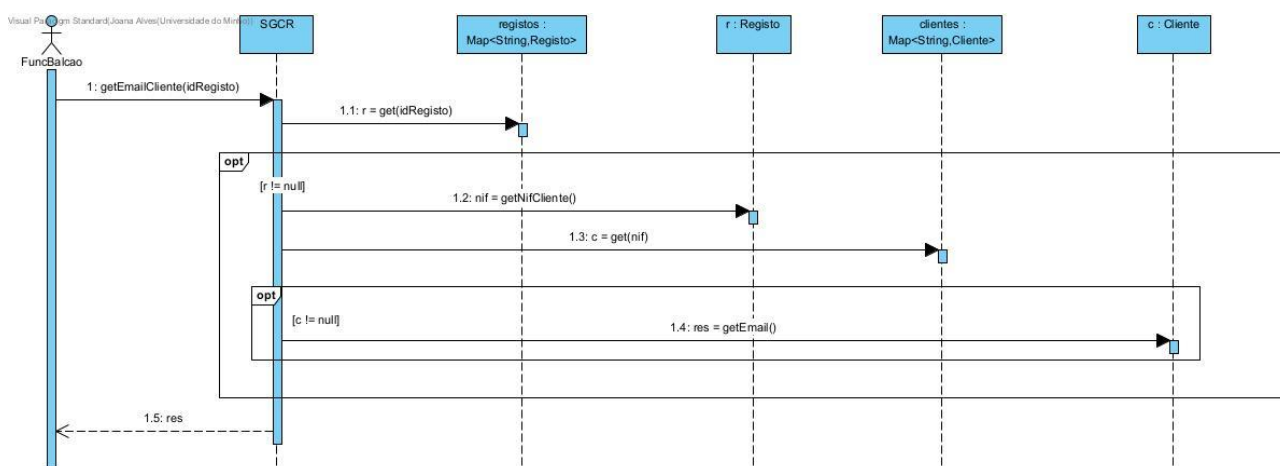 Visual Paradigm Standard(Joana Alves(Universidade do Minho))
FuncBalcao
SGCR
registos :
Map<String,Registo>
r : Registo
clientes :
Map<String,Cliente>
c : Cliente
1: getEmailCliente(idRegisto)
1.1: r = get(idRegisto)
opt
[r != null]
1.2: nif = getNifCliente()
1.3: c = get(nif)
opt
[c != null]
1.4: res = getEmail()
1.5: res